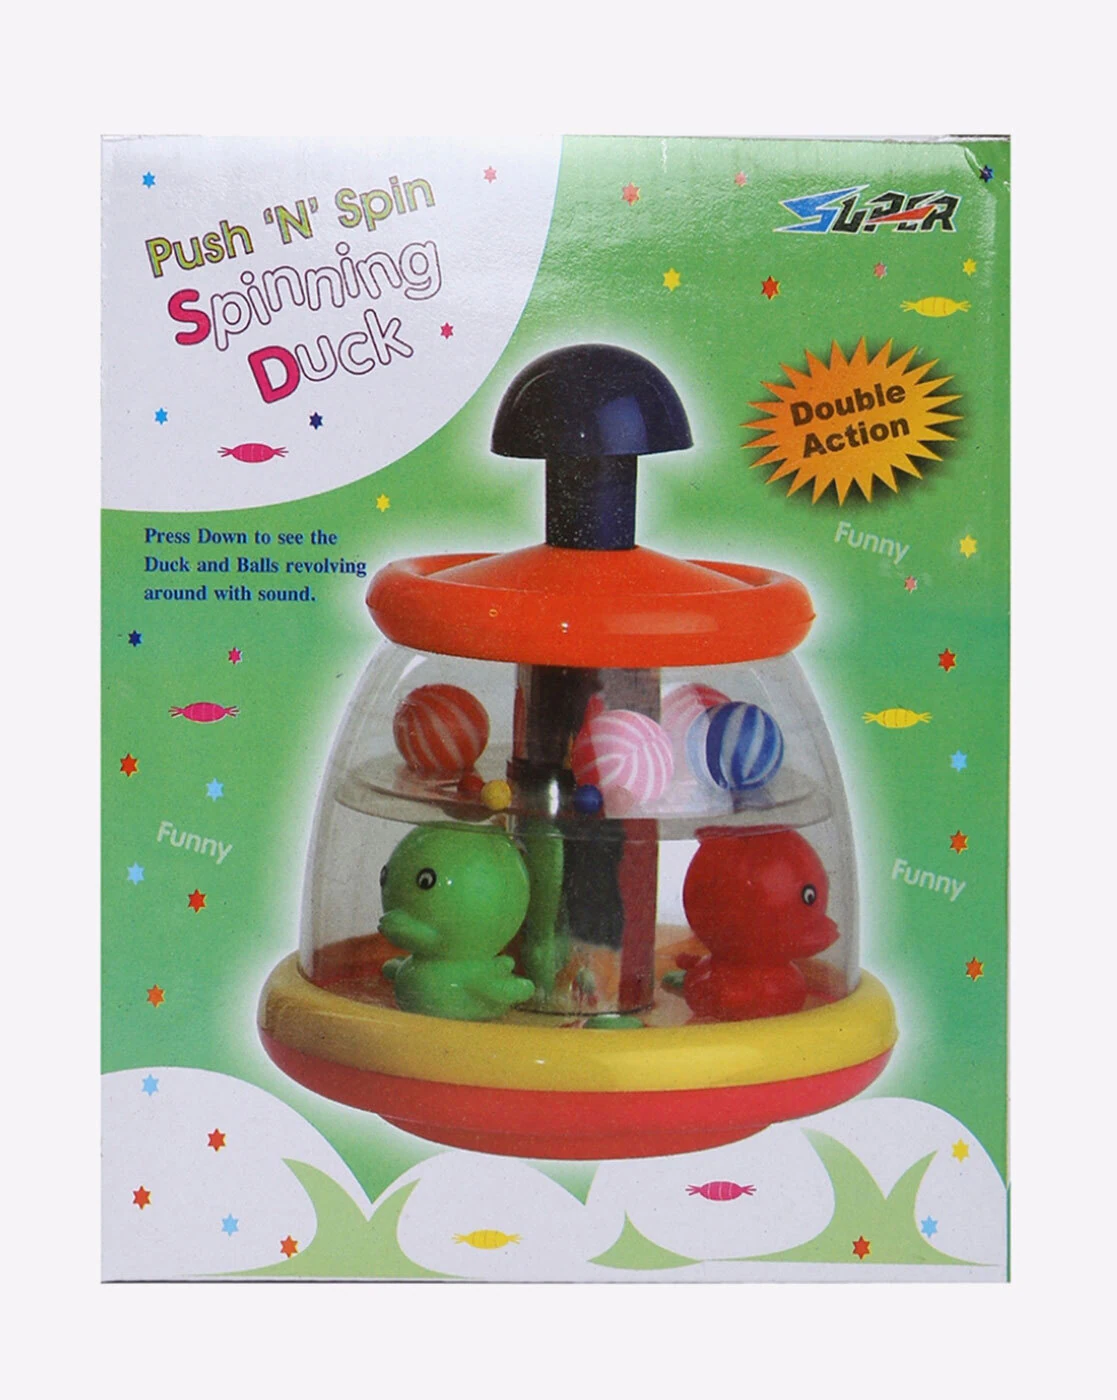 Push 'N' Spin
Spinning
Duck
SUPER
Double
Action
Press Down to see the
Duck and Balls revolving
around with sound.
Funny
Funny
Funny